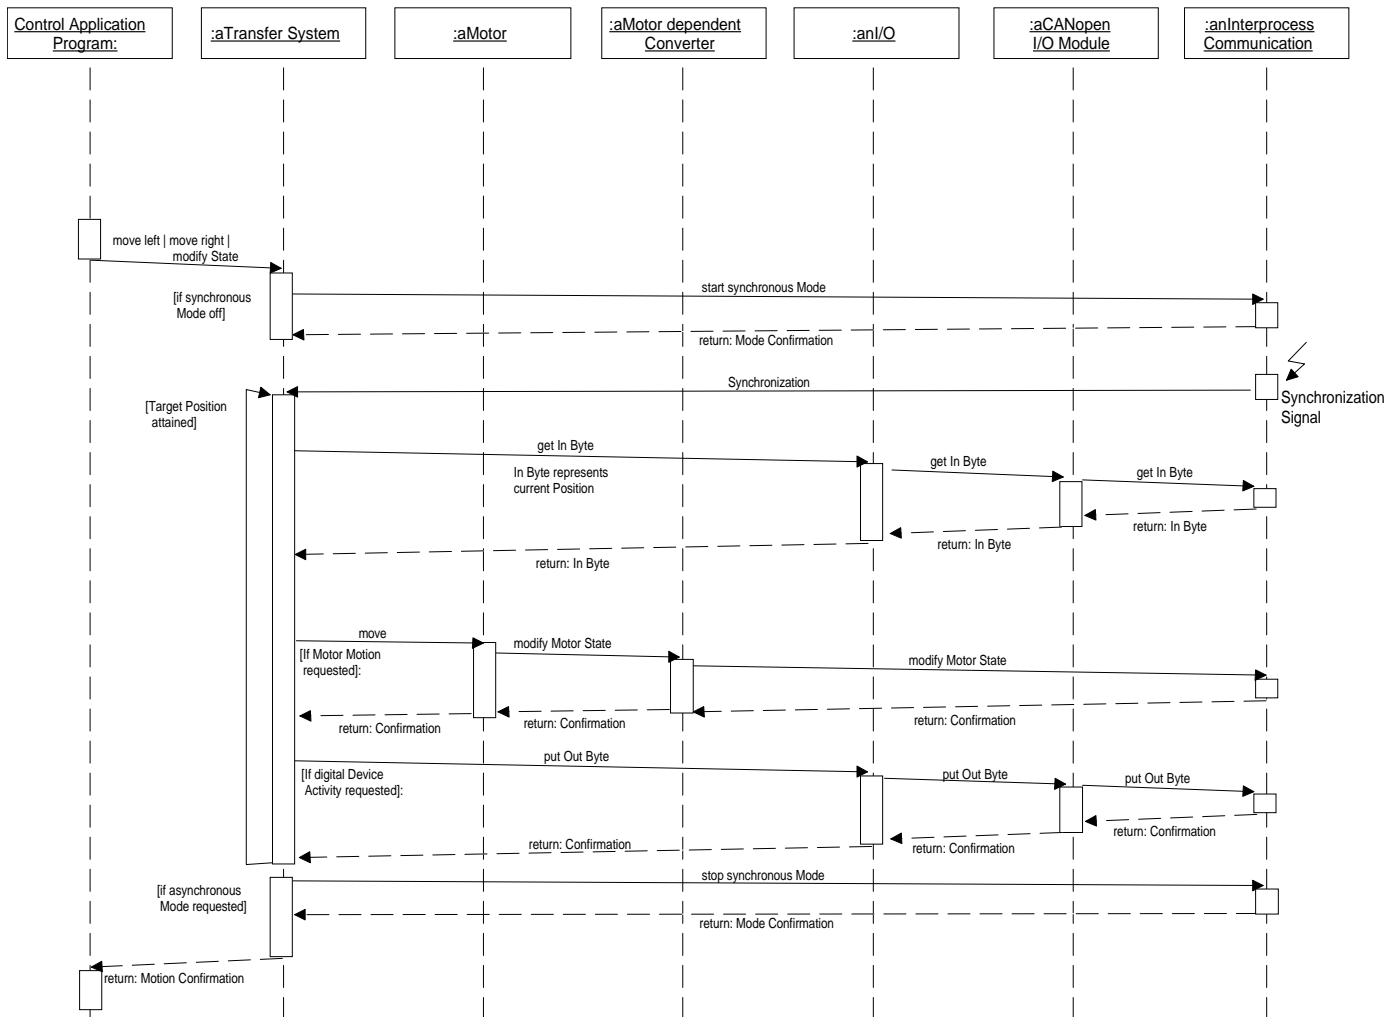 Control Application
Program:
:aTransfer System
:aMotor
:aMotor dependent
Converter
:anI/O
:aCANopen
I/O Module
:anInterprocess
Communication
move left | move right |
modify State
[if synchronous
Mode off]
start synchronous Mode
return: Mode Confirmation
Synchronization
Synchronization
Signal
[Target Position
attained]
get In Byte
In Byte represents
current Position
get In Byte
get In Byte
return: In Byte
return: In Byte
return: In Byte
move
[If Motor Motion
requested]:
modify Motor State
modify Motor State
return: Confirmation
return: Confirmation
return: Confirmation
put Out Byte
[If digital Device
Activity requested]:
put Out Byte
put Out Byte
return: Confirmation
return: Confirmation
return: Confirmation
[if asynchronous
Mode requested]
stop synchronous Mode
return: Mode Confirmation
return: Motion Confirmation